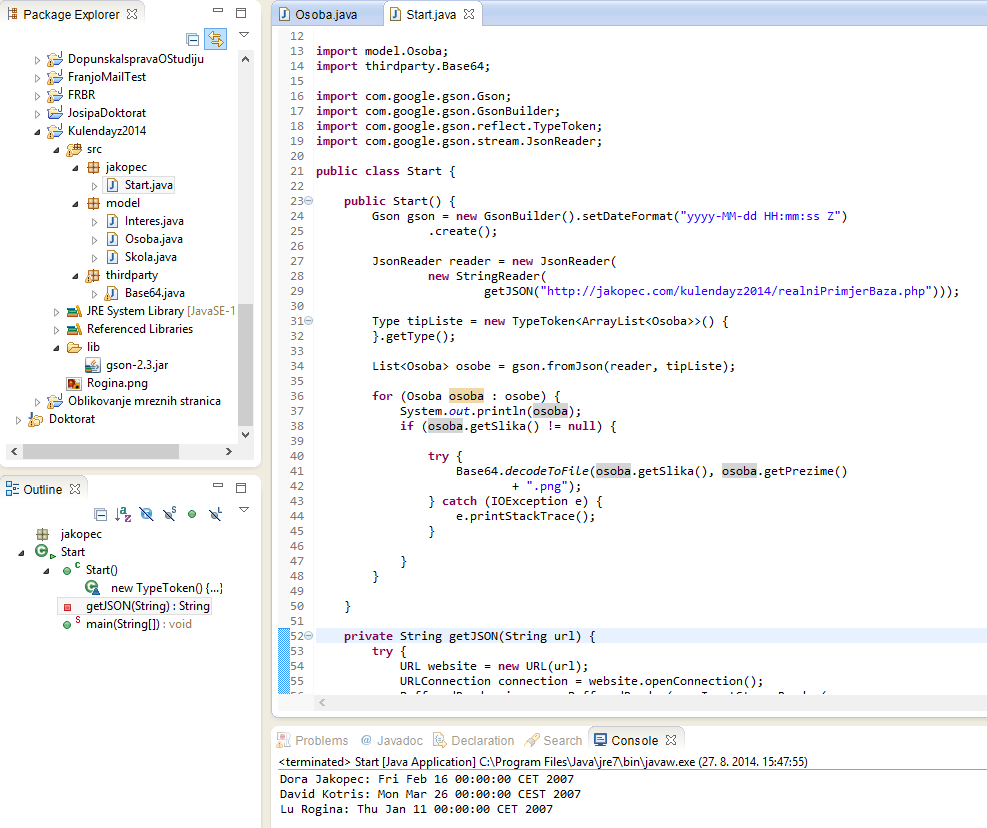 Package Explorer
DopunskaIspravaOStudiju
FranjoMailTest
FRBR
JosipaDoktorat
Kulendayz2014
src
jakopec
Start.java
model
Interes.java
Osoba.java
Skola.java
thirdparty
Base64.java
JRE System Library [JavaSE-1
Referenced Libraries
lib
gson-2.3.jar
Rogina.png
Oblikovanje mreznih stranica
Doktorat
Outline
jakopec
Start
Start()
new TypeToken() {...}
getJSON(String) : String
main(String[]) : void
Osoba.java
Start.java
12
13 import model.Osoba;
14 import thirdparty.Base64;
15
16 import com.google.gson.Gson;
17 import com.google.gson.GsonBuilder;
18 import com.google.gson.reflect.TypeToken;
19 import com.google.gson.stream.JsonReader;
20
21 public class Start {
22
23 public Start() {
24 Gson gson = new GsonBuilder().setDateFormat("yyyy-MM-dd HH:mm:ss Z")
25 .create();
26
27 JsonReader reader = new JsonReader(
28 new StringReader(
29 getJSON("http://jakopec.com/kulendayz2014/realniPrimjerBaza.php")));
30
31 Type tipListe = new TypeToken<ArrayList<Osoba>>() {
32 }.getType();
33
34 List<Osoba> osobe = gson.fromJson(reader, tipListe);
35
36 for (Osoba osoba : osobe) {
37 System.out.println(osoba);
38 if (osoba.getSlika() != null) {
39
40 try {
41 Base64.decodeToFile(osoba.getSlika(), osoba.getPrezime()
42 + ".png");
43 } catch (IOException e) {
44 e.printStackTrace();
45 }
46
47 }
48 }
49
50 }
51
52 private String getJSON(String url) {
53 try {
54 URL website = new URL(url);
55 URLConnection connection = website.openConnection();
Problems
@ Javadoc
Declaration
Search
Console
<terminated> Start [Java Application] C:\Program Files\Java\jre7\bin\javaw.exe (27. 8. 2014. 15:47:55)
Dora Jakopec: Fri Feb 16 00:00:00 CET 2007
David Kotris: Mon Mar 26 00:00:00 CEST 2007
Lu Rogina: Thu Jan 11 00:00:00 CET 2007